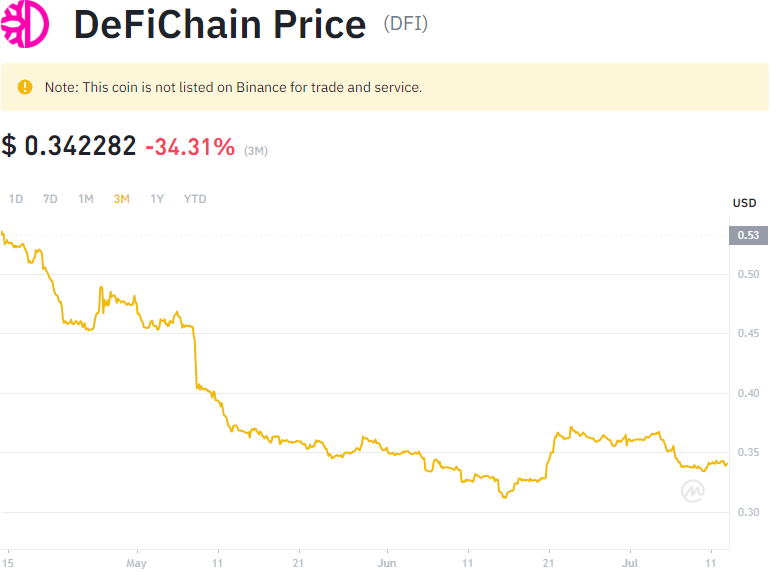 DeFiChain Price (DFI)
Note: This coin is not listed on Binance for trade and service.
$ 0.342282 -34.31% (3M)
1D 7D 1M 3M 1Y YTD
USD
0.53
0.50
0.45
0.40
0.35
0.30
15 May 11 21 Jun 11 21 Jul 11